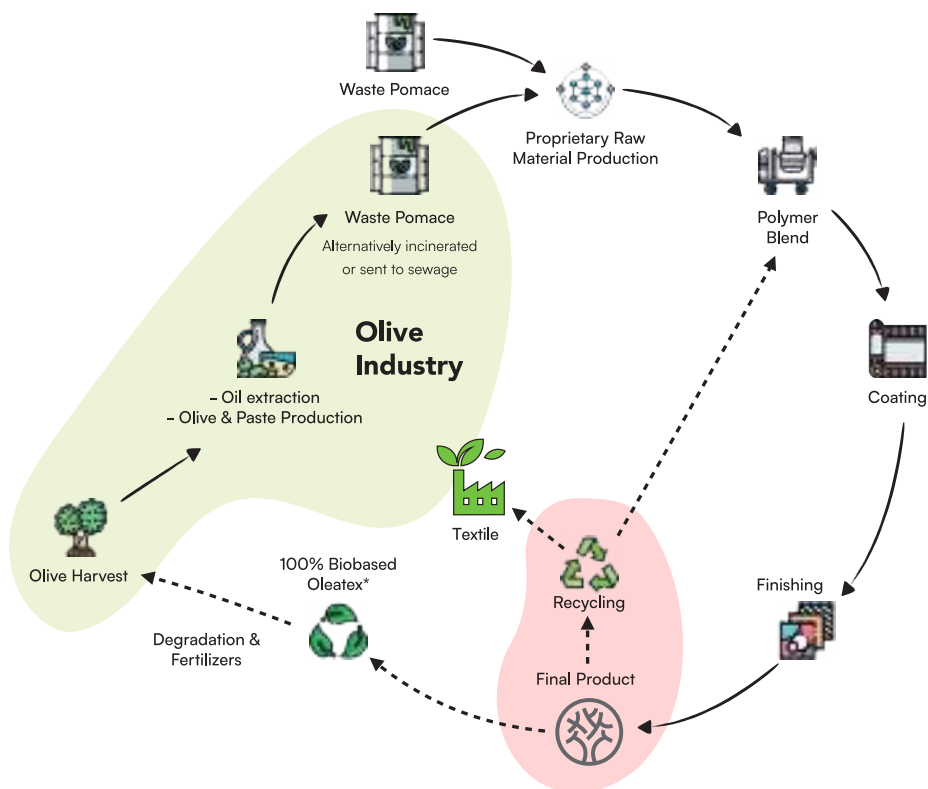 Waste Pomace
Proprietary Raw
Material Production
Waste Pomace
Alternatively incinerated
or sent to sewage
Polymer
Blend
Olive
Industry
– Oil extraction
– Olive & Paste Production
Coating
Textile
Olive Harvest
100% Biobased
Oleatex*
Recycling
Finishing
Degradation &
Fertilizers
Final Product